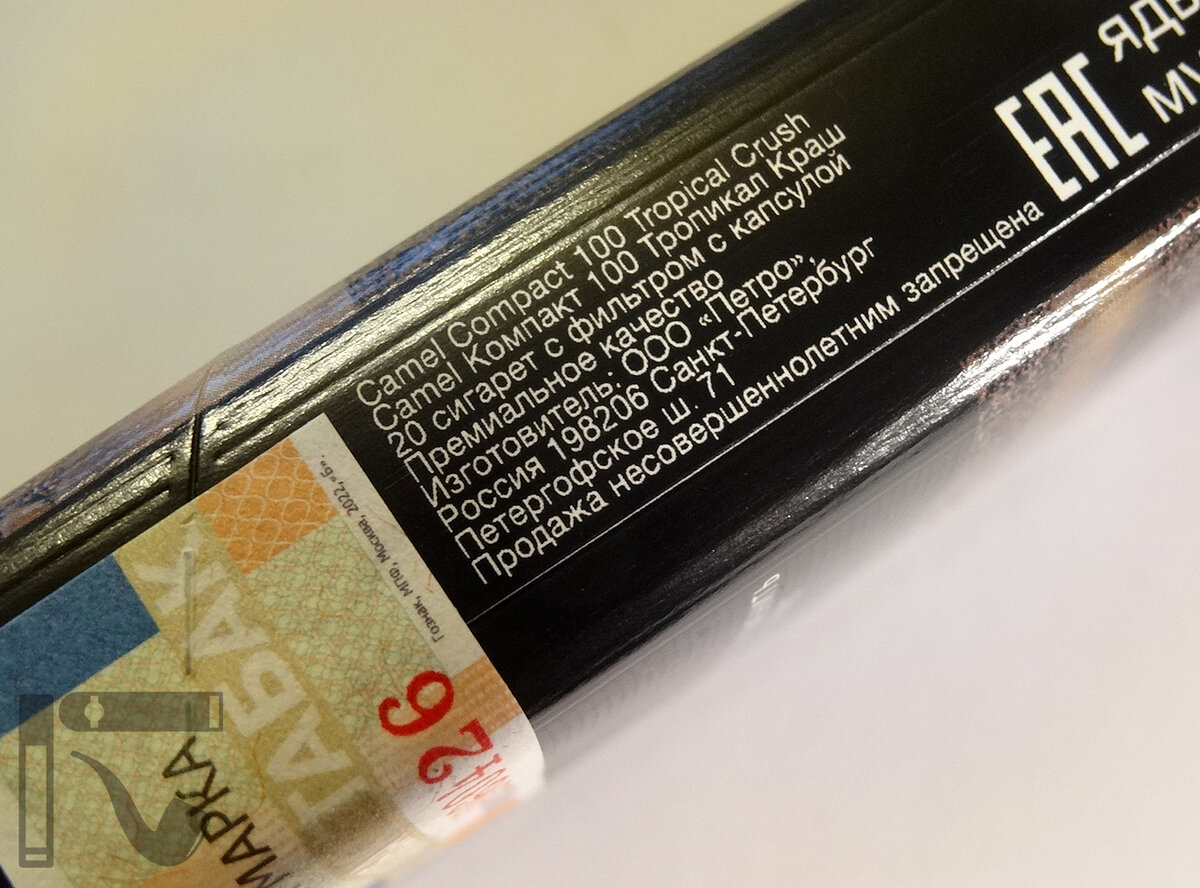 Camel Compact 100 Tropical Crush
Camel Компакт 100 Тропикал Краш
20 сигарет с фильтром с капсулой
Премиальное качество
Изготовитель: ООО «Петро»,
Россия 198206 Санкт-Петербург
Петергофское ш. 71
Продажа несовершеннолетним запрещена
EAC
Гознак, МПФ, Москва, 2022, «Б».
ТАБАК
МАРКА